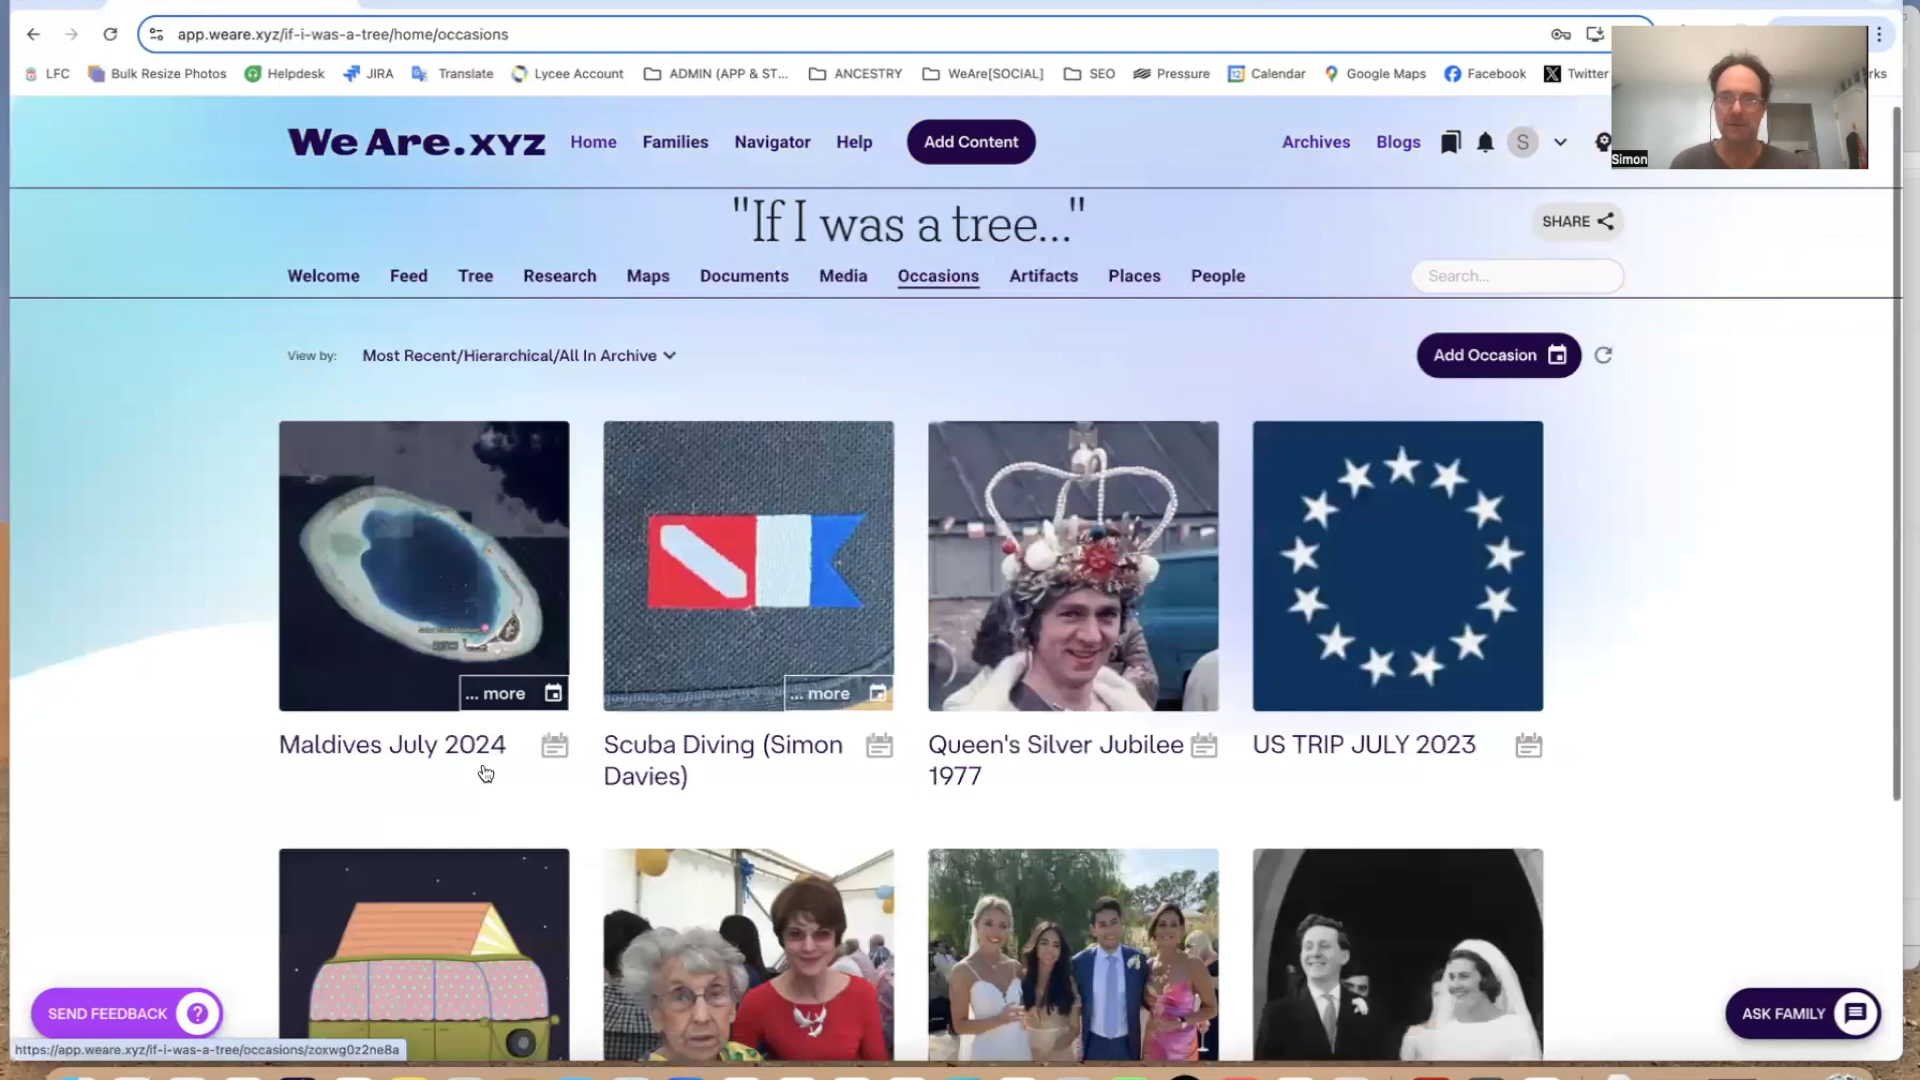 app.weare.xyz/if-i-was-a-tree/home/occasions
LFC Bulk Resize Photos Helpdesk JIRA Translate Lycee Account ADMIN (APP & ST... ANCESTRY WeAre[SOCIAL] SEO Pressure Calendar Google Maps Facebook Twitter rks
We Are.xyz Home Families Navigator Help Add Content Archives Blogs S
Simon
"If I was a tree..."
SHARE
Welcome Feed Tree Research Maps Documents Media Occasions Artifacts Places People Search...
View by: Most Recent/Hierarchical/All In Archive Add Occasion
... more ... more
Maldives July 2024 Scuba Diving (Simon Davies) Queen's Silver Jubilee 1977 US TRIP JULY 2023
SEND FEEDBACK ?
ASK FAMILY
https://app.weare.xyz/if-i-was-a-tree/occasions/zoxwg0z2ne8a